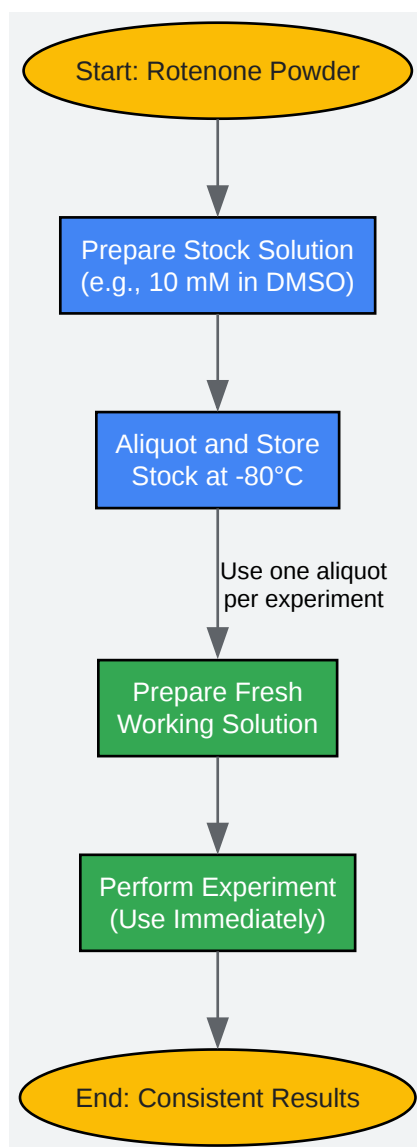 Start: Rotenone Powder
Prepare Stock Solution
(e.g., 10 mM in DMSO)
Aliquot and Store
Stock at -80°C
Use one aliquot
per experiment
Prepare Fresh
Working Solution
Perform Experiment
(Use Immediately)
End: Consistent Results